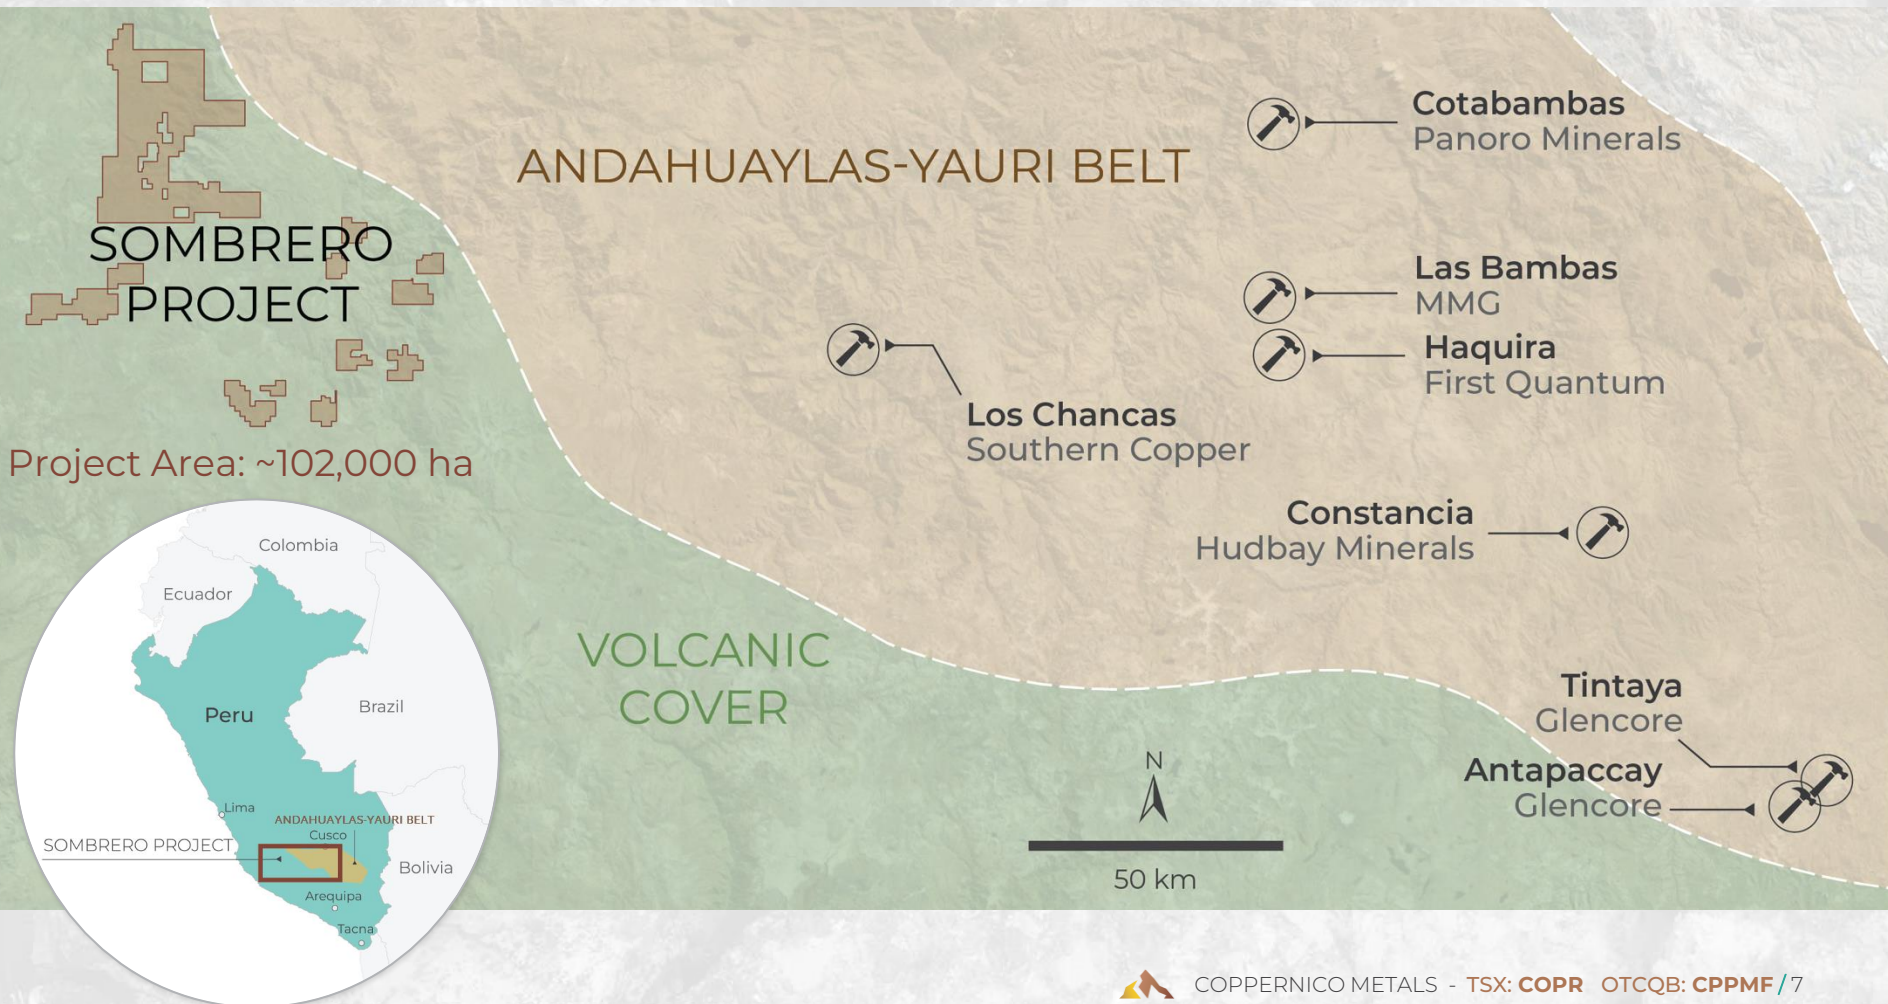 Cotabambas
Panoro Minerals
ANDAHUAYLAS-YAURI BELT
SOMBRERO
PROJECT
Las Bambas
MMG
Haquira
First Quantum
Los Chancas
Southern Copper
Project Area: ~102,000 ha
Constancia
Hudbay Minerals
VOLCANIC
COVER
Tintaya
Glencore
Antapaccay
Glencore
N
50 km
Colombia
Ecuador
Peru
Brazil
Lima
ANDAHUAYLAS-YAURI BELT
Cusco
SOMBRERO PROJECT
Bolivia
Arequipa
Tacna
COPPERNICO METALS - TSX: COPR OTCQB: CPPMF / 7